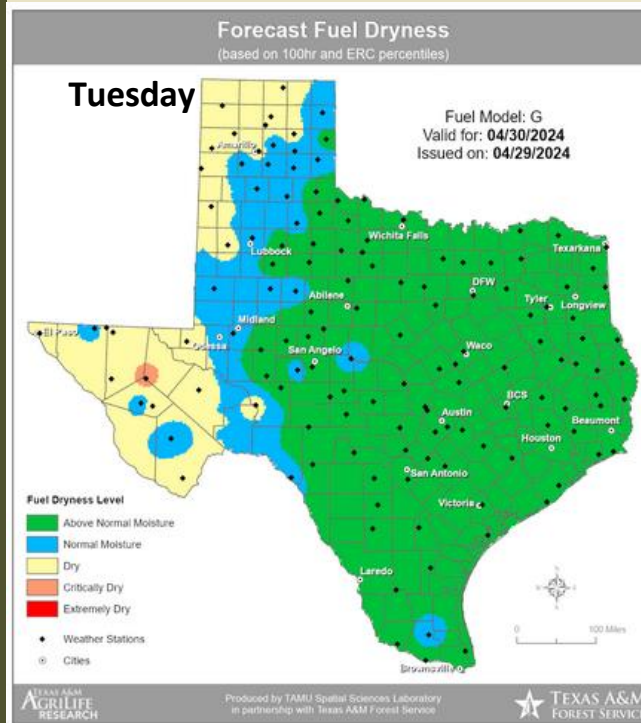 Forecast Fuel Dryness
(based on 100hr and ERC percentiles)
Tuesday
Fuel Model: G
Valid for: 04/30/2024
Issued on: 04/29/2024
Amarillo
Lubbock
Wichita Falls
Texarkana
DFW
Abilene
Tyler
Longview
Midland
El Paso
Odessa
San Angelo
Waco
BCS
Austin
Beaumont
Houston
San Antonio
Victoria
Laredo
Brownsville
Fuel Dryness Level
Above Normal Moisture
Normal Moisture
Dry
Critically Dry
Extremely Dry
Weather Stations
Cities
0 100 Miles
TEXAS A&M
AGRILIFE
RESEARCH
Produced by TAMU Spatial Sciences Laboratory
in partnership with Texas A&M Forest Service
TEXAS A&M
FOREST SERVICE